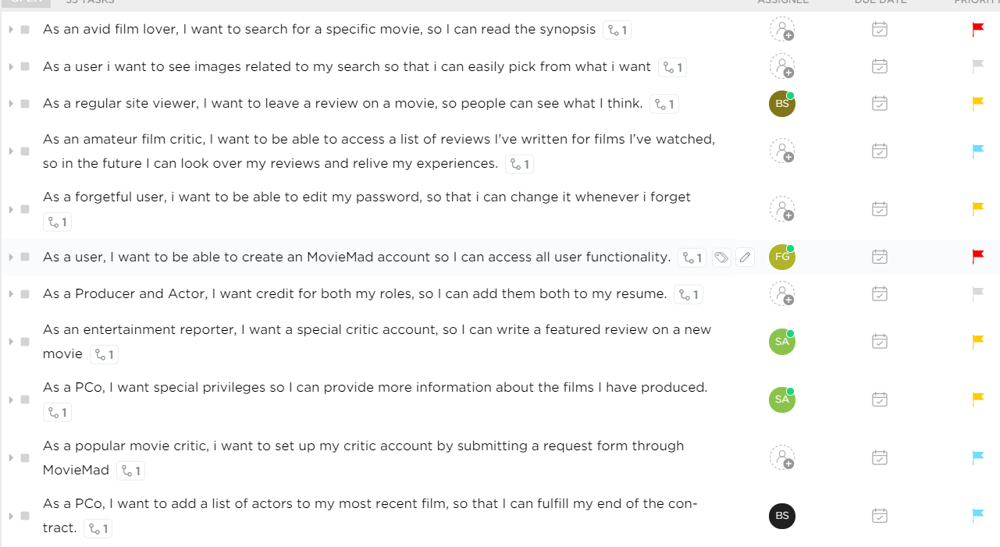 OPEN 33 TASKS ASSIGNEE DUE DATE PRIORITY
As an avid film lover, I want to search for a specific movie, so I can read the synopsis 1
As a user i want to see images related to my search so that i can easily pick from what i want 1
As a regular site viewer, I want to leave a review on a movie, so people can see what I think. 1 BS
As an amateur film critic, I want to be able to access a list of reviews I've written for films I've watched,
so in the future I can look over my reviews and relive my experiences. 1
As a forgetful user, i want to be able to edit my password, so that i can change it whenever i forget
1
As a user, I want to be able to create an MovieMad account so I can access all user functionality. 1 FG
As a Producer and Actor, I want credit for both my roles, so I can add them both to my resume. 1
As an entertainment reporter, I want a special critic account, so I can write a featured review on a new
movie 1 SA
As a PCo, I want special privileges so I can provide more information about the films I have produced.
1 SA
As a popular movie critic, i want to set up my critic account by submitting a request form through
MovieMad 1
As a PCo, I want to add a list of actors to my most recent film, so that I can fulfill my end of the con-
tract. 1 BS